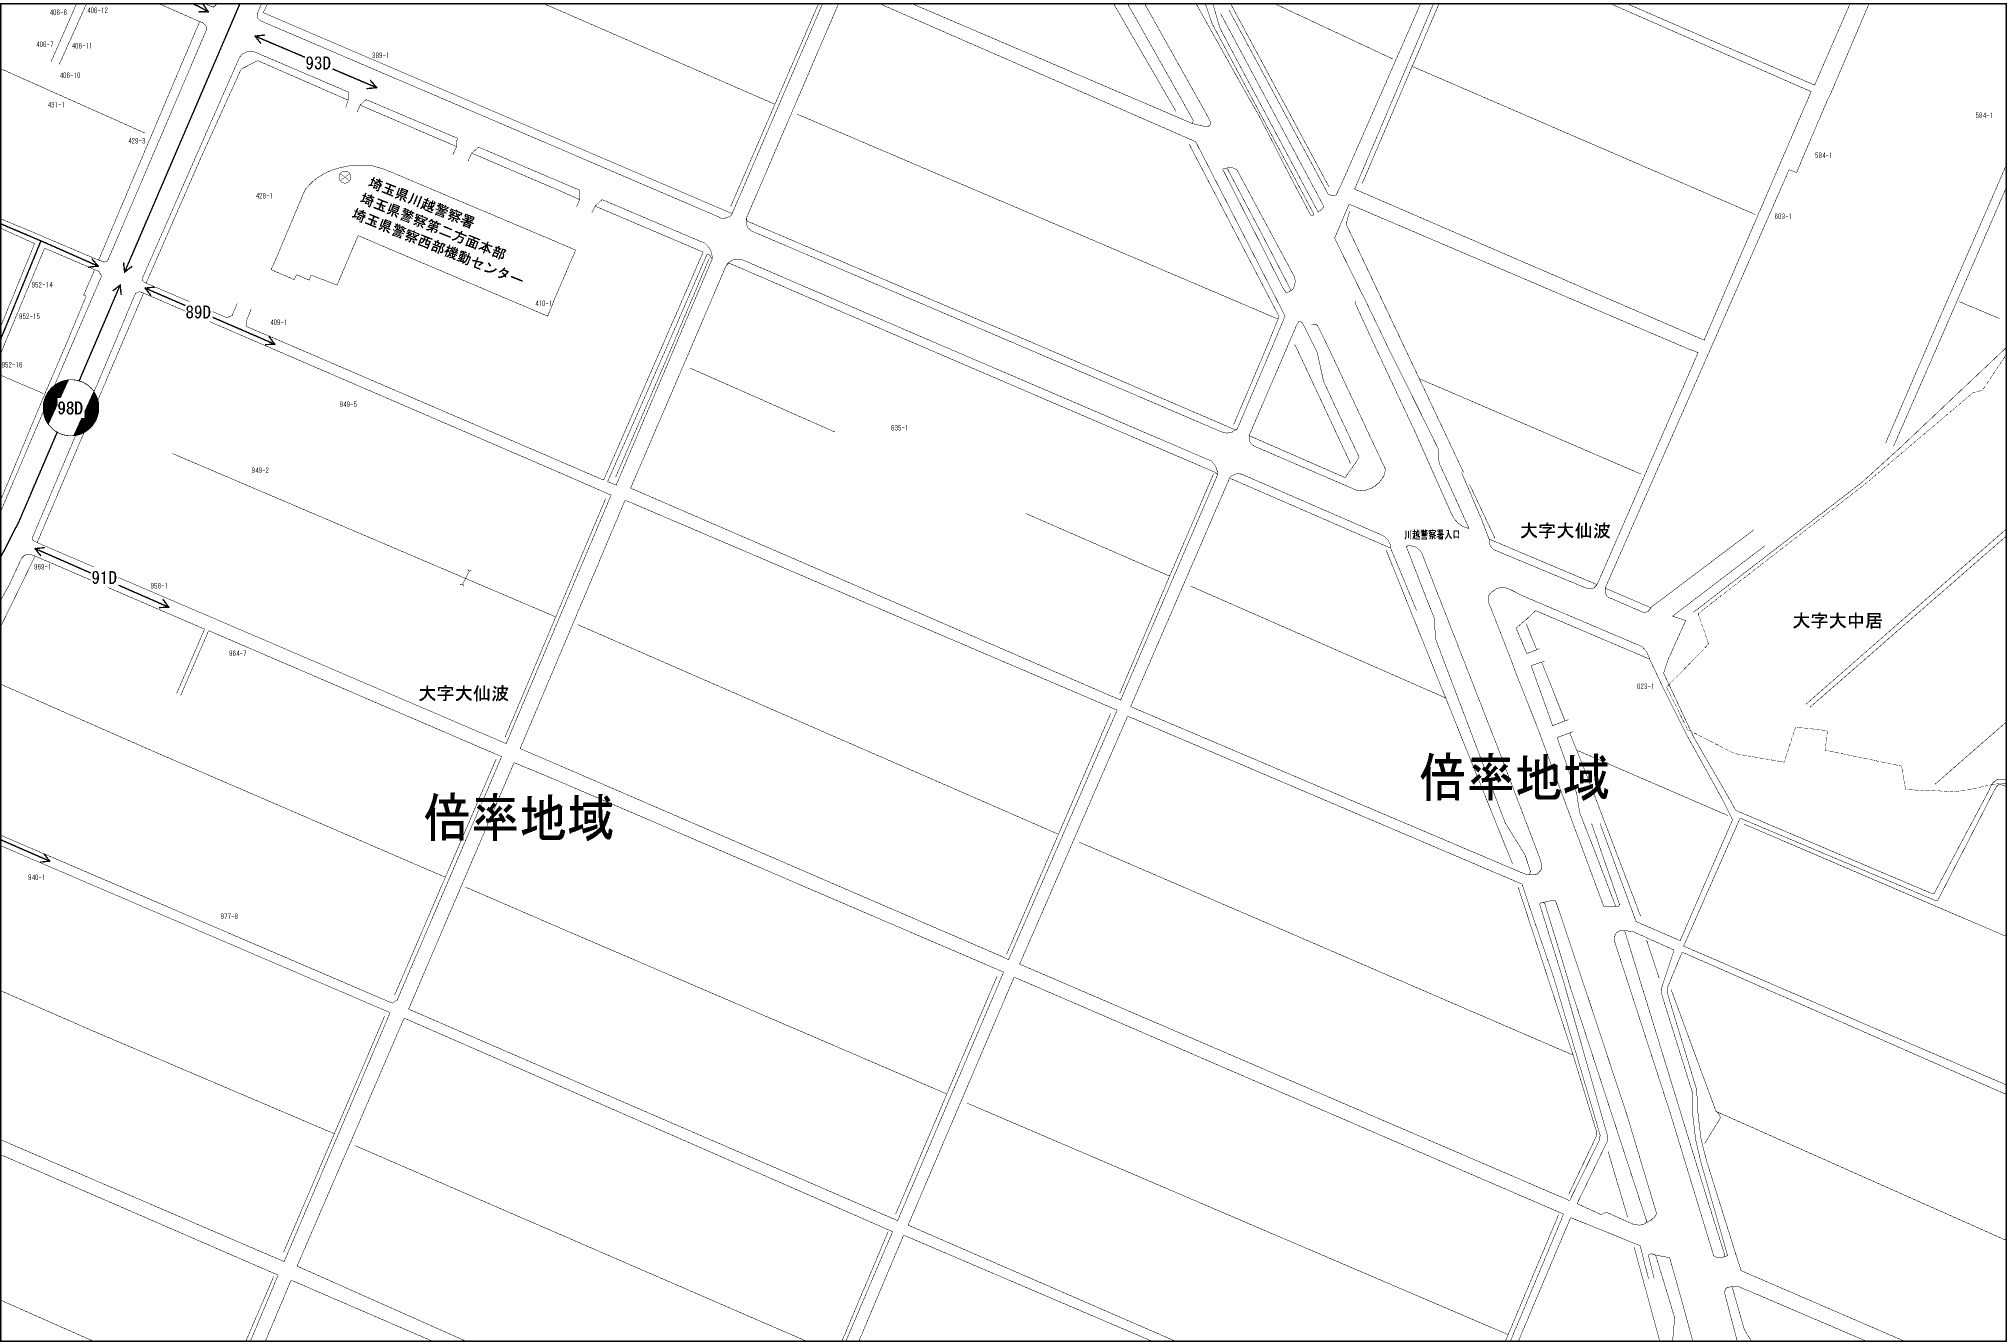 406-6
406-12
406-7
406-11
406-10
431-1
429-3
93D
389-1
584-1
584-1
603-1
428-1
埼玉県川越警察署
埼玉県警察第二方面本部
埼玉県警察西部機動センター
410-1
952-14
952-15
952-16
89D
409-1
98D
949-5
949-2
635-1
川越警察署入口
大字大仙波
大字大中居
969-1
91D
958-1
964-7
大字大仙波
623-1
倍率地域
倍率地域
940-1
977-8